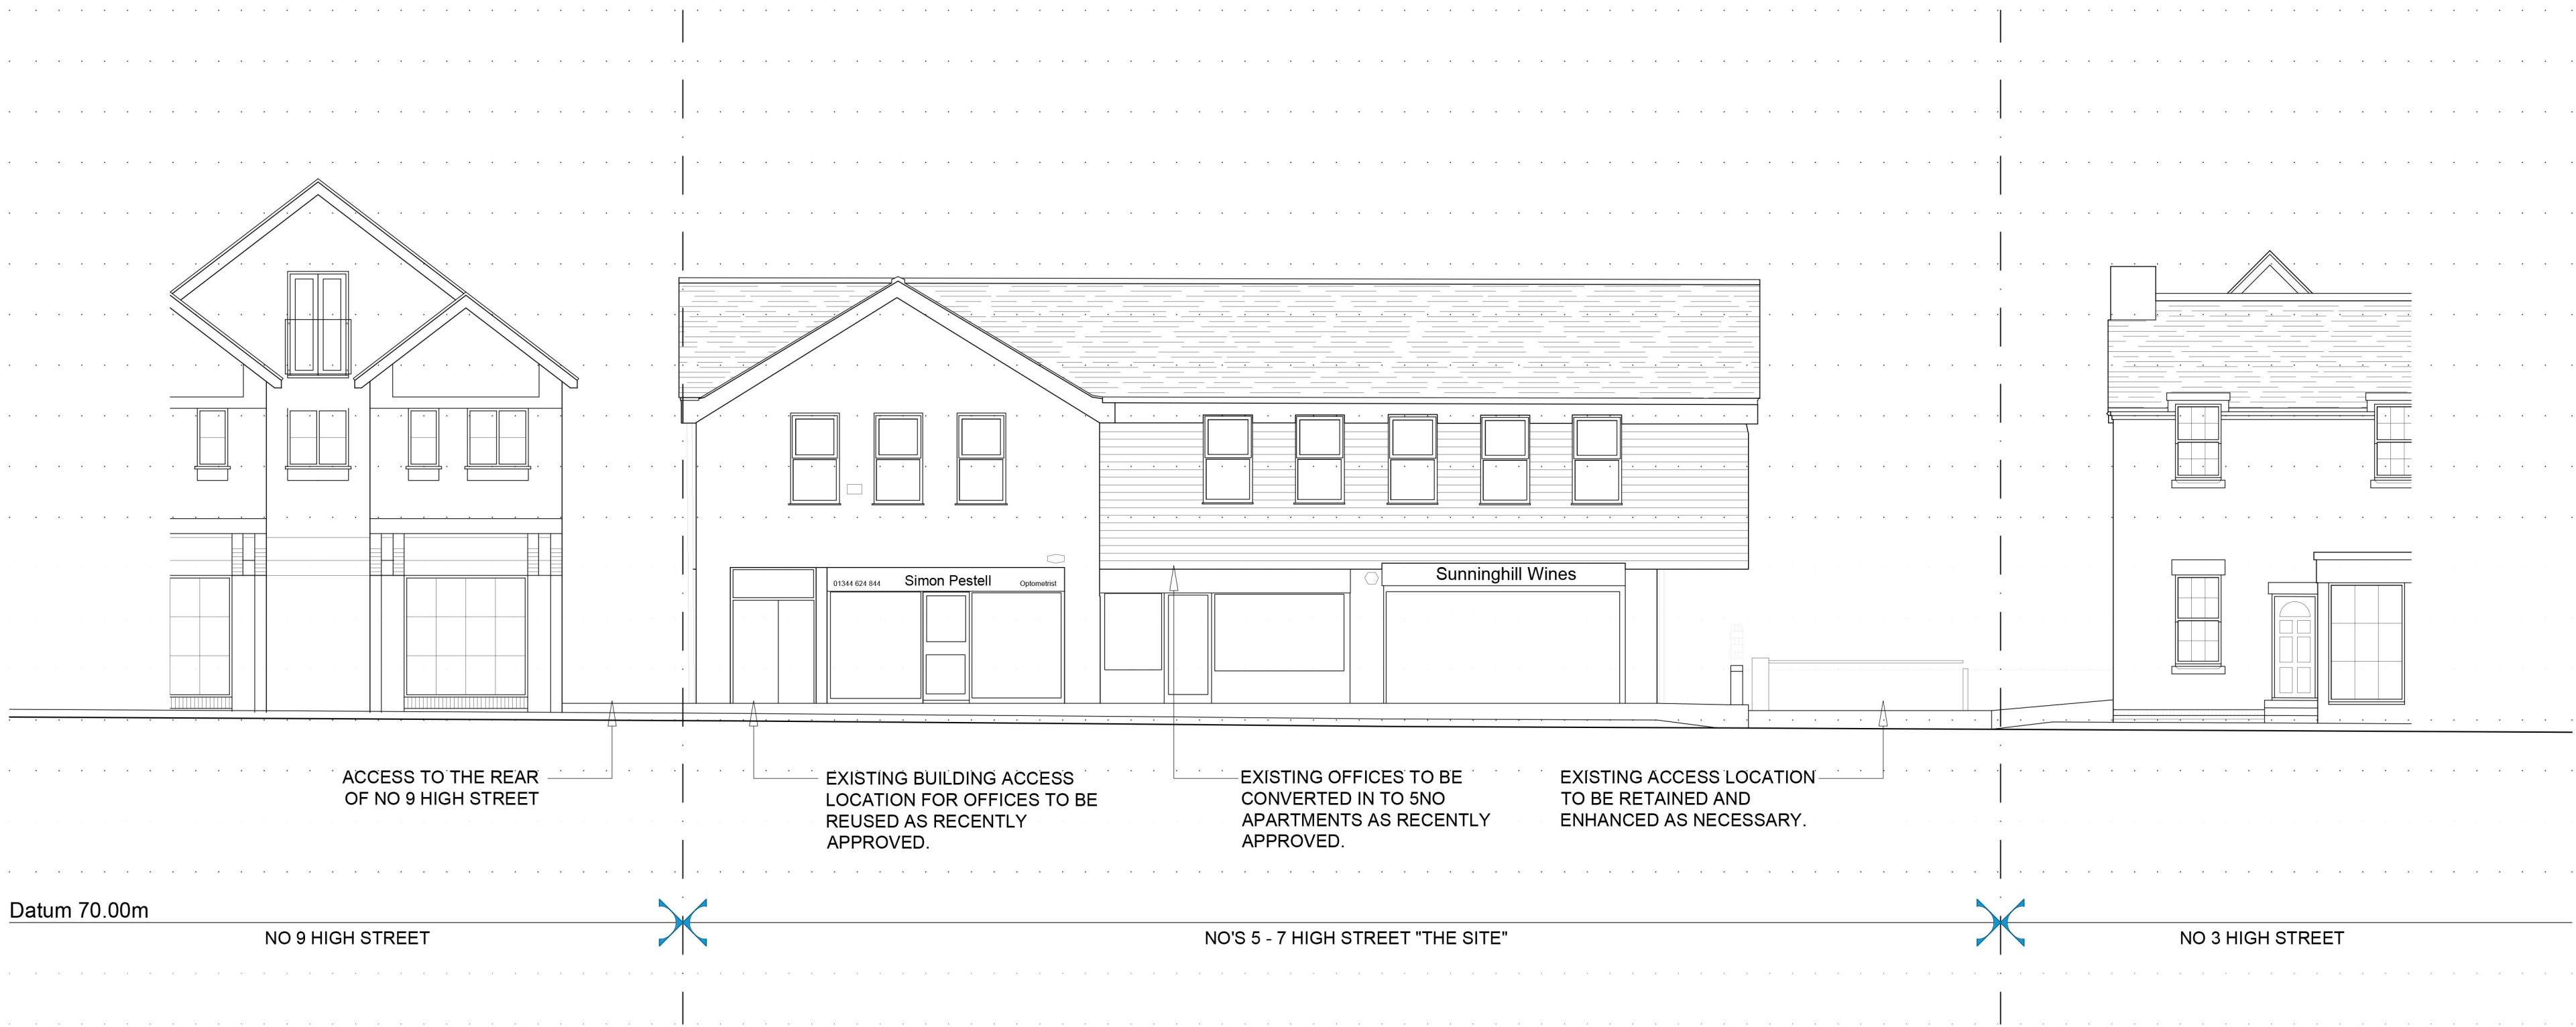 01344 624 844
Simon Pestell
Optometrist
Sunninghill Wines
ACCESS TO THE REAR
OF NO 9 HIGH STREET
EXISTING BUILDING ACCESS
LOCATION FOR OFFICES TO BE
REUSED AS RECENTLY
APPROVED.
EXISTING OFFICES TO BE
CONVERTED IN TO 5NO
APARTMENTS AS RECENTLY
APPROVED.
EXISTING ACCESS LOCATION
TO BE RETAINED AND
ENHANCED AS NECESSARY.
Datum 70.00m
NO 9 HIGH STREET
NO'S 5 - 7 HIGH STREET "THE SITE"
NO 3 HIGH STREET